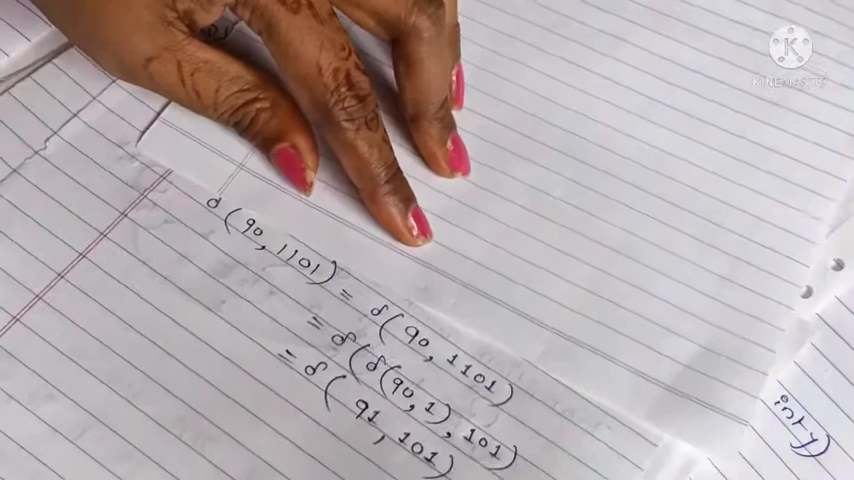 δ(q0, 1101) = δ(q0, 1101)
= δ(δ(q0,1), 101)
= δ(q1, 101)
KINEMASTER